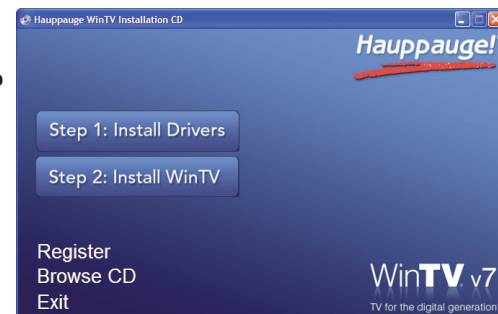 Hauppauge WinTV Installation CD
Hauppauge!
Step 1: Install Drivers
Step 2: Install WinTV
Register
Browse CD
Exit
WinTV v7
TV for the digital generation